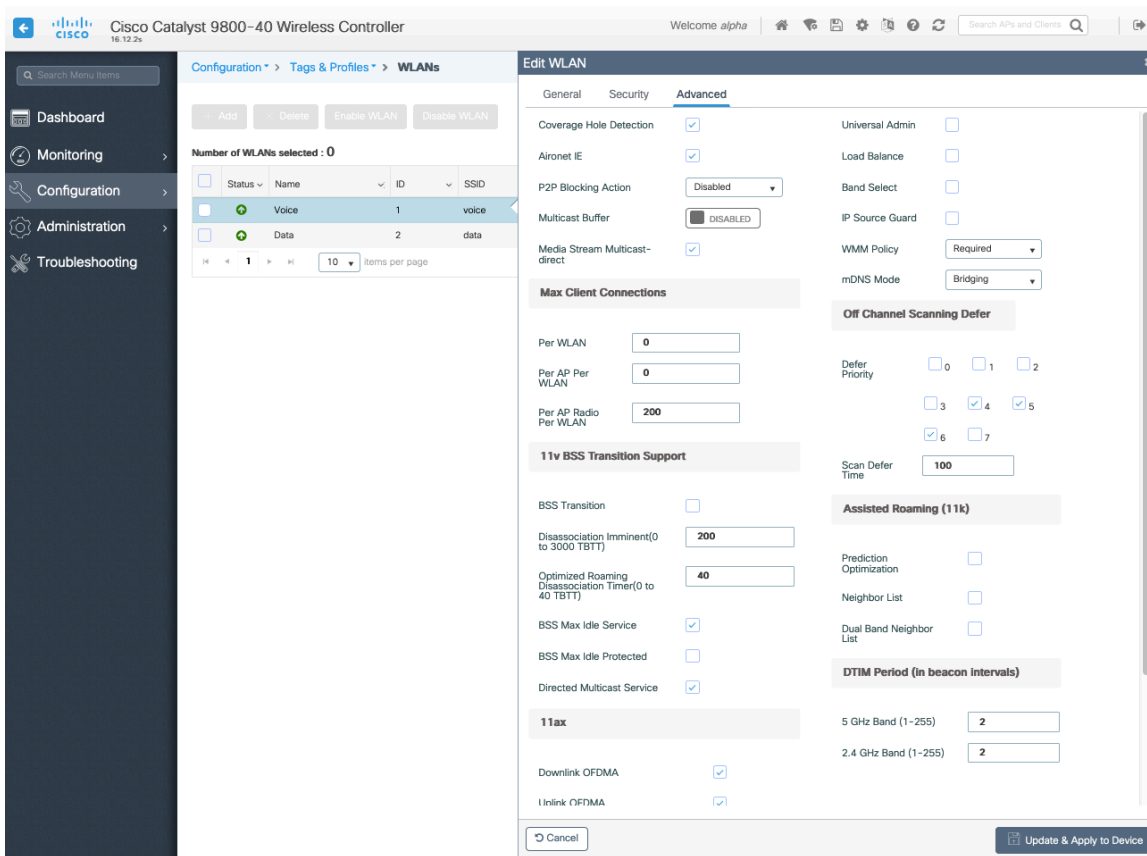 cisco
Cisco Catalyst 9800-40 Wireless Controller
16.12.2s
Welcome alpha
Search APs and Clients
Search Menu Items
Dashboard
Monitoring
Configuration
Administration
Troubleshooting
Configuration > Tags & Profiles > WLANs
+ Add
× Delete
Enable WLAN
Disable WLAN
Number of WLANs selected : 0
Status Name ID SSID
Voice 1 voice
Data 2 data
1 10 items per page
Edit WLAN
General Security Advanced
Coverage Hole Detection
Aironet IE
P2P Blocking Action Disabled
Multicast Buffer DISABLED
Media Stream Multicast-
direct
Max Client Connections
Per WLAN 0
Per AP Per
WLAN 0
Per AP Radio
Per WLAN 200
11v BSS Transition Support
BSS Transition
Disassociation Imminent(0
to 3000 TBTT) 200
Optimized Roaming
Disassociation Timer(0 to
40 TBTT) 40
BSS Max Idle Service
BSS Max Idle Protected
Directed Multicast Service
11ax
Downlink OFDMA
Uplink OFDMA
Universal Admin
Load Balance
Band Select
IP Source Guard
WMM Policy Required
mDNS Mode Bridging
Off Channel Scanning Defer
Defer
Priority
0 1 2
3 4 5
6 7
Scan Defer
Time 100
Assisted Roaming (11k)
Prediction
Optimization
Neighbor List
Dual Band Neighbor
List
DTIM Period (in beacon intervals)
5 GHz Band (1-255) 2
2.4 GHz Band (1-255) 2
Cancel
Update & Apply to Device